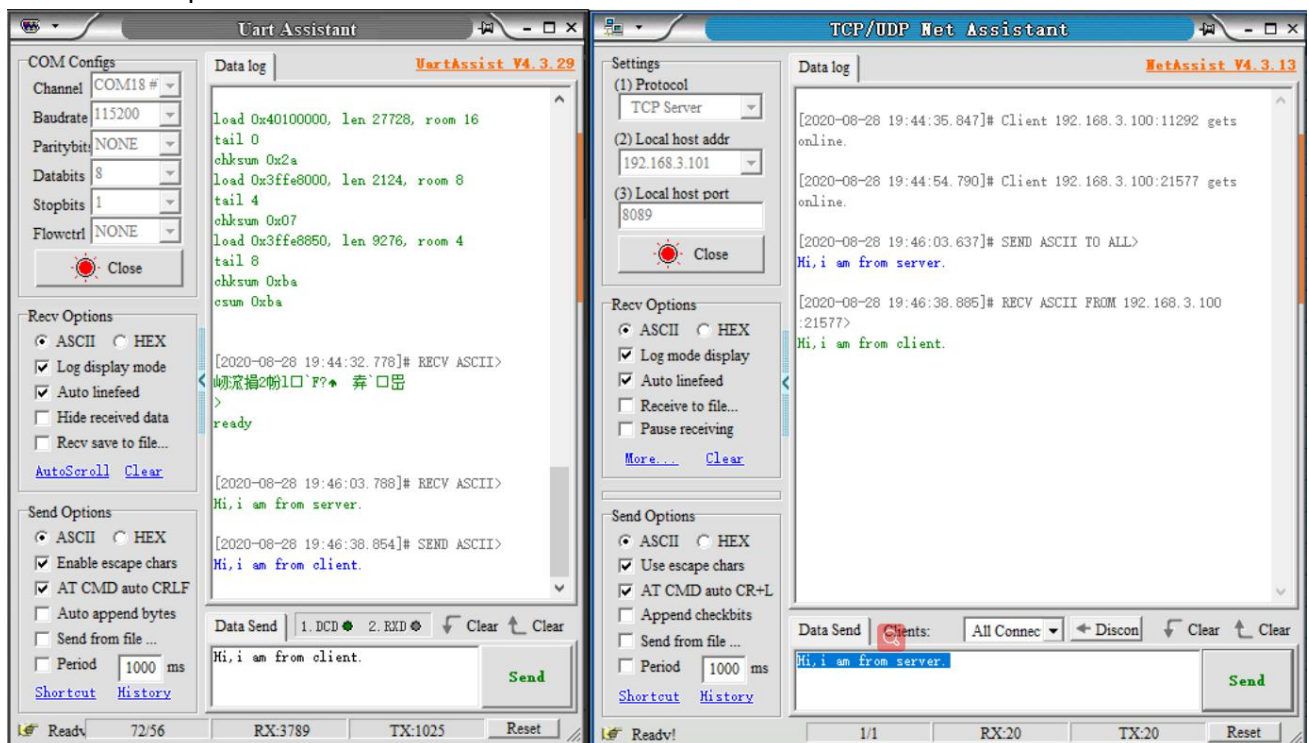 Uart Assistant
COM Configs
Channel COM18 #
Baudrate 115200
Paritybit: NONE
Databits 8
Stopbits 1
Flowctrl NONE
Close
Recv Options
ASCII HEX
Log display mode
Auto linefeed
Hide received data
Recv save to file...
AutoScroll Clear
Send Options
ASCII HEX
Enable escape chars
AT CMD auto CRLF
Auto append bytes
Send from file ...
Period 1000 ms
Shortcut History
Data log UartAssist V4.3.29
load 0x40100000, len 27728, room 16
tail 0
chksum 0x2a
load 0x3ffe8000, len 2124, room 8
tail 4
chksum 0x07
load 0x3ffe8850, len 9276, room 4
tail 8
chksum 0xba
csum 0xba
[2020-08-28 19:44:32.778]# RECV ASCII>
>
ready
[2020-08-28 19:46:03.788]# RECV ASCII>
Hi,i am from server.
[2020-08-28 19:46:38.854]# SEND ASCII>
Hi,i am from client.
Data Send 1. DCD 2. RXD Clear Clear
Hi,i am from client.
Send
Ready 72/56 RX:3789 TX:1025 Reset
TCP/UDP Net Assistant
Settings
(1) Protocol
TCP Server
(2) Local host addr
192.168.3.101
(3) Local host port
8089
Close
Recv Options
ASCII HEX
Log mode display
Auto linefeed
Receive to file...
Pause receiving
More... Clear
Send Options
ASCII HEX
Use escape chars
AT CMD auto CR+L
Append checkbits
Send from file ...
Period 1000 ms
Shortcut History
Data log NetAssist V4.3.13
[2020-08-28 19:44:35.847]# Client 192.168.3.100:11292 gets
online.
[2020-08-28 19:44:54.790]# Client 192.168.3.100:21577 gets
online.
[2020-08-28 19:46:03.637]# SEND ASCII TO ALL>
Hi,i am from server.
[2020-08-28 19:46:38.885]# RECV ASCII FROM 192.168.3.100
:21577>
Hi,i am from client.
Data Send Clients: All Connec Discon Clear Clear
Hi,i am from server.
Send
Ready! 1/1 RX:20 TX:20 Reset